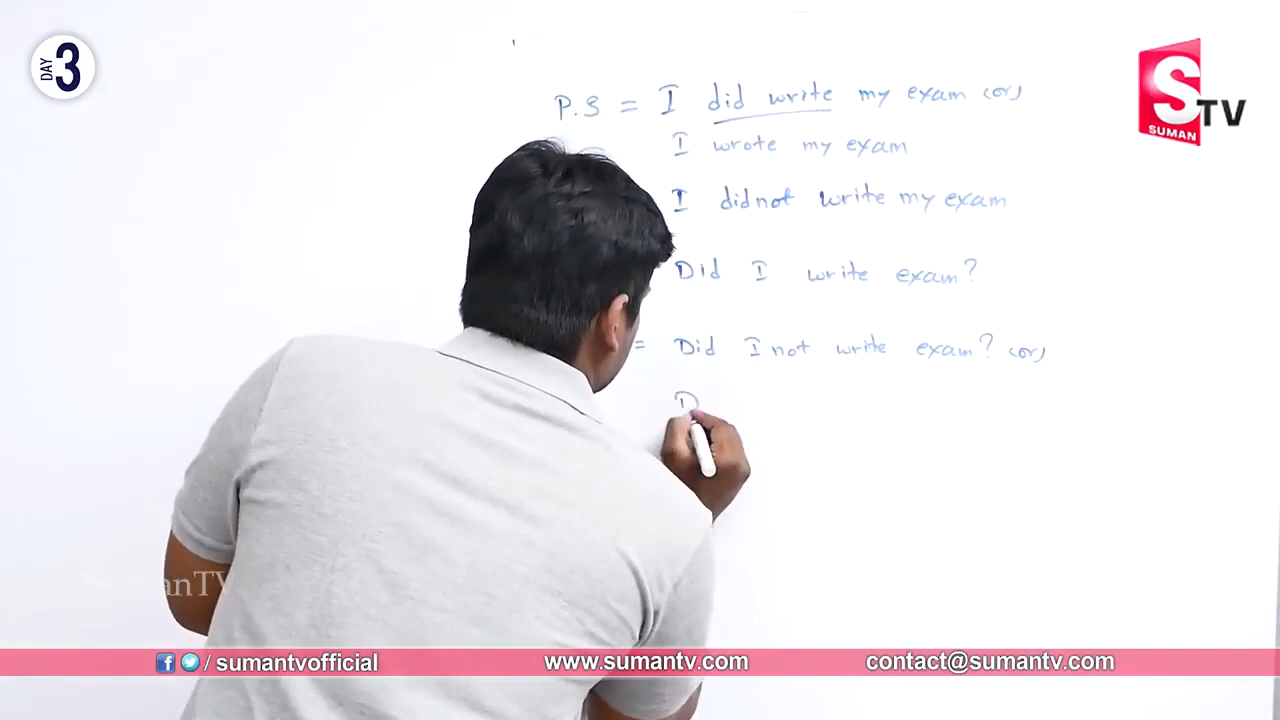 DAY 3
S TV
SUMAN
P.S = I did write my exam (or)
I wrote my exam
I didnot write my exam
Did I write exam?
= Did I not write exam? (or)
D
anTV
/ sumantvofficial
www.sumantv.com
contact@sumantv.com